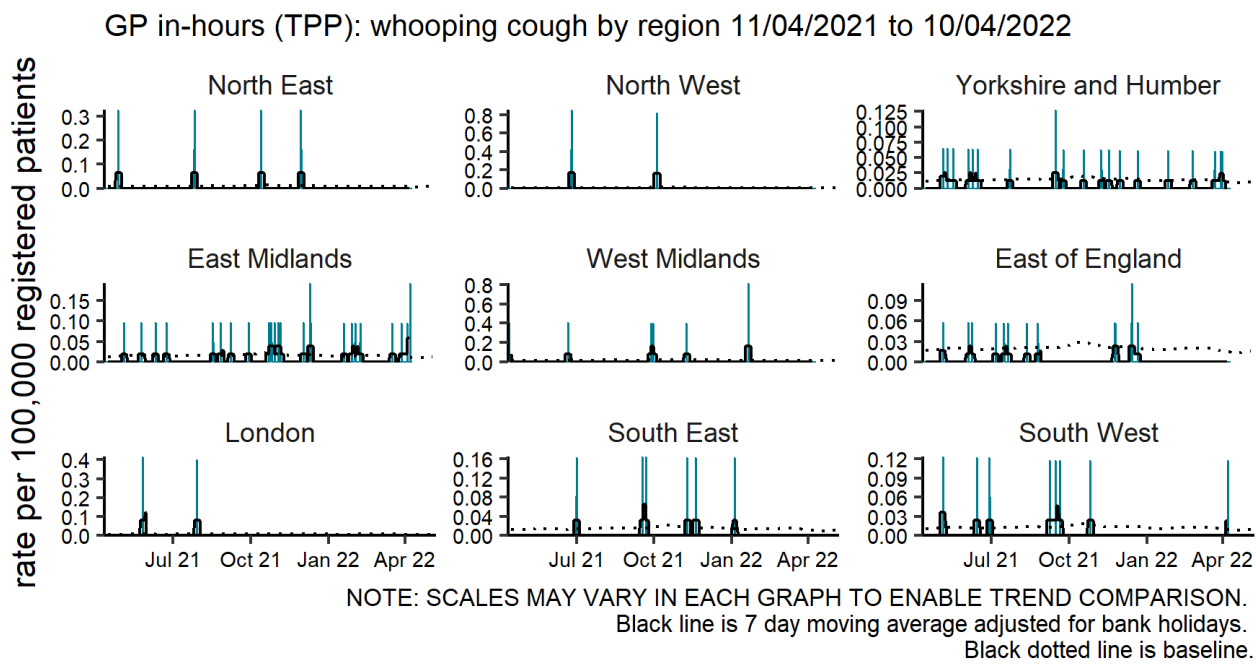 GP in-hours (TPP): whooping cough by region 11/04/2021 to 10/04/2022
rate per 100,000 registered patients
North East
0.3
0.2
0.1
0.0
North West
0.8
0.6
0.4
0.2
0.0
Yorkshire and Humber
0.125
0.100
0.075
0.050
0.025
0.000
East Midlands
0.15
0.10
0.05
0.00
West Midlands
0.8
0.6
0.4
0.2
0.0
East of England
0.09
0.06
0.03
0.00
London
0.4
0.3
0.2
0.1
0.0
South East
0.16
0.12
0.08
0.04
0.00
South West
0.12
0.09
0.06
0.03
0.00
Jul 21 Oct 21 Jan 22 Apr 22
Jul 21 Oct 21 Jan 22 Apr 22
Jul 21 Oct 21 Jan 22 Apr 22
NOTE: SCALES MAY VARY IN EACH GRAPH TO ENABLE TREND COMPARISON.
Black line is 7 day moving average adjusted for bank holidays.
Black dotted line is baseline.